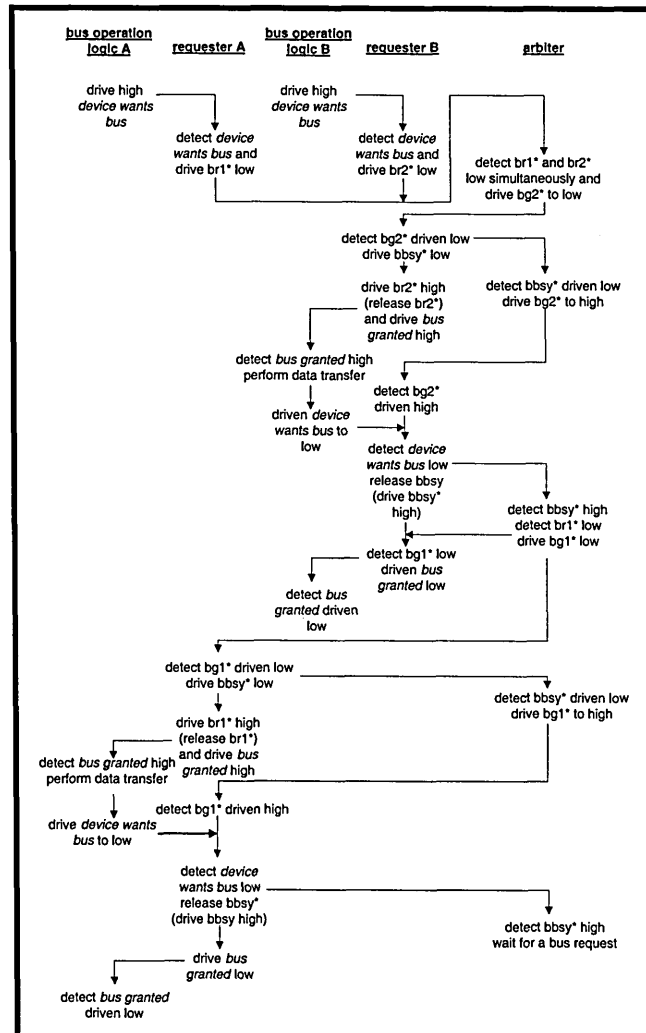 bus operation
logic A
requester A
bus operation
logic B
requester B
arbiter
drive high
device wants
bus
drive high
device wants
bus
detect device
wants bus and
drive br1* low
detect device
wants bus and
drive br2* low
detect br1* and br2*
low simultaneously and
drive bg2* to low
detect bg2* driven low
drive bbsy* low
drive br2* high
(release br2*)
and drive bus
granted high
detect bbsy* driven low
drive bg2* to high
detect bus granted high
perform data transfer
detect bg2*
driven high
driven device
wants bus to
low
detect device
wants bus low
release bbsy
(drive bbsy*
high)
detect bbsy* high
detect br1* low
drive bg1* low
detect bg1* low
driven bus
granted low
detect bus
granted driven
low
detect bg1* driven low
drive bbsy* low
detect bbsy* driven low
drive bg1* to high
drive br1* high
(release br1*)
and drive bus
granted high
detect bus granted high
perform data transfer
detect bg1* driven high
drive device wants
bus to low
detect device
wants bus low
release bbsy*
(drive bbsy high)
detect bbsy* high
wait for a bus request
drive bus
granted low
detect bus granted
driven low